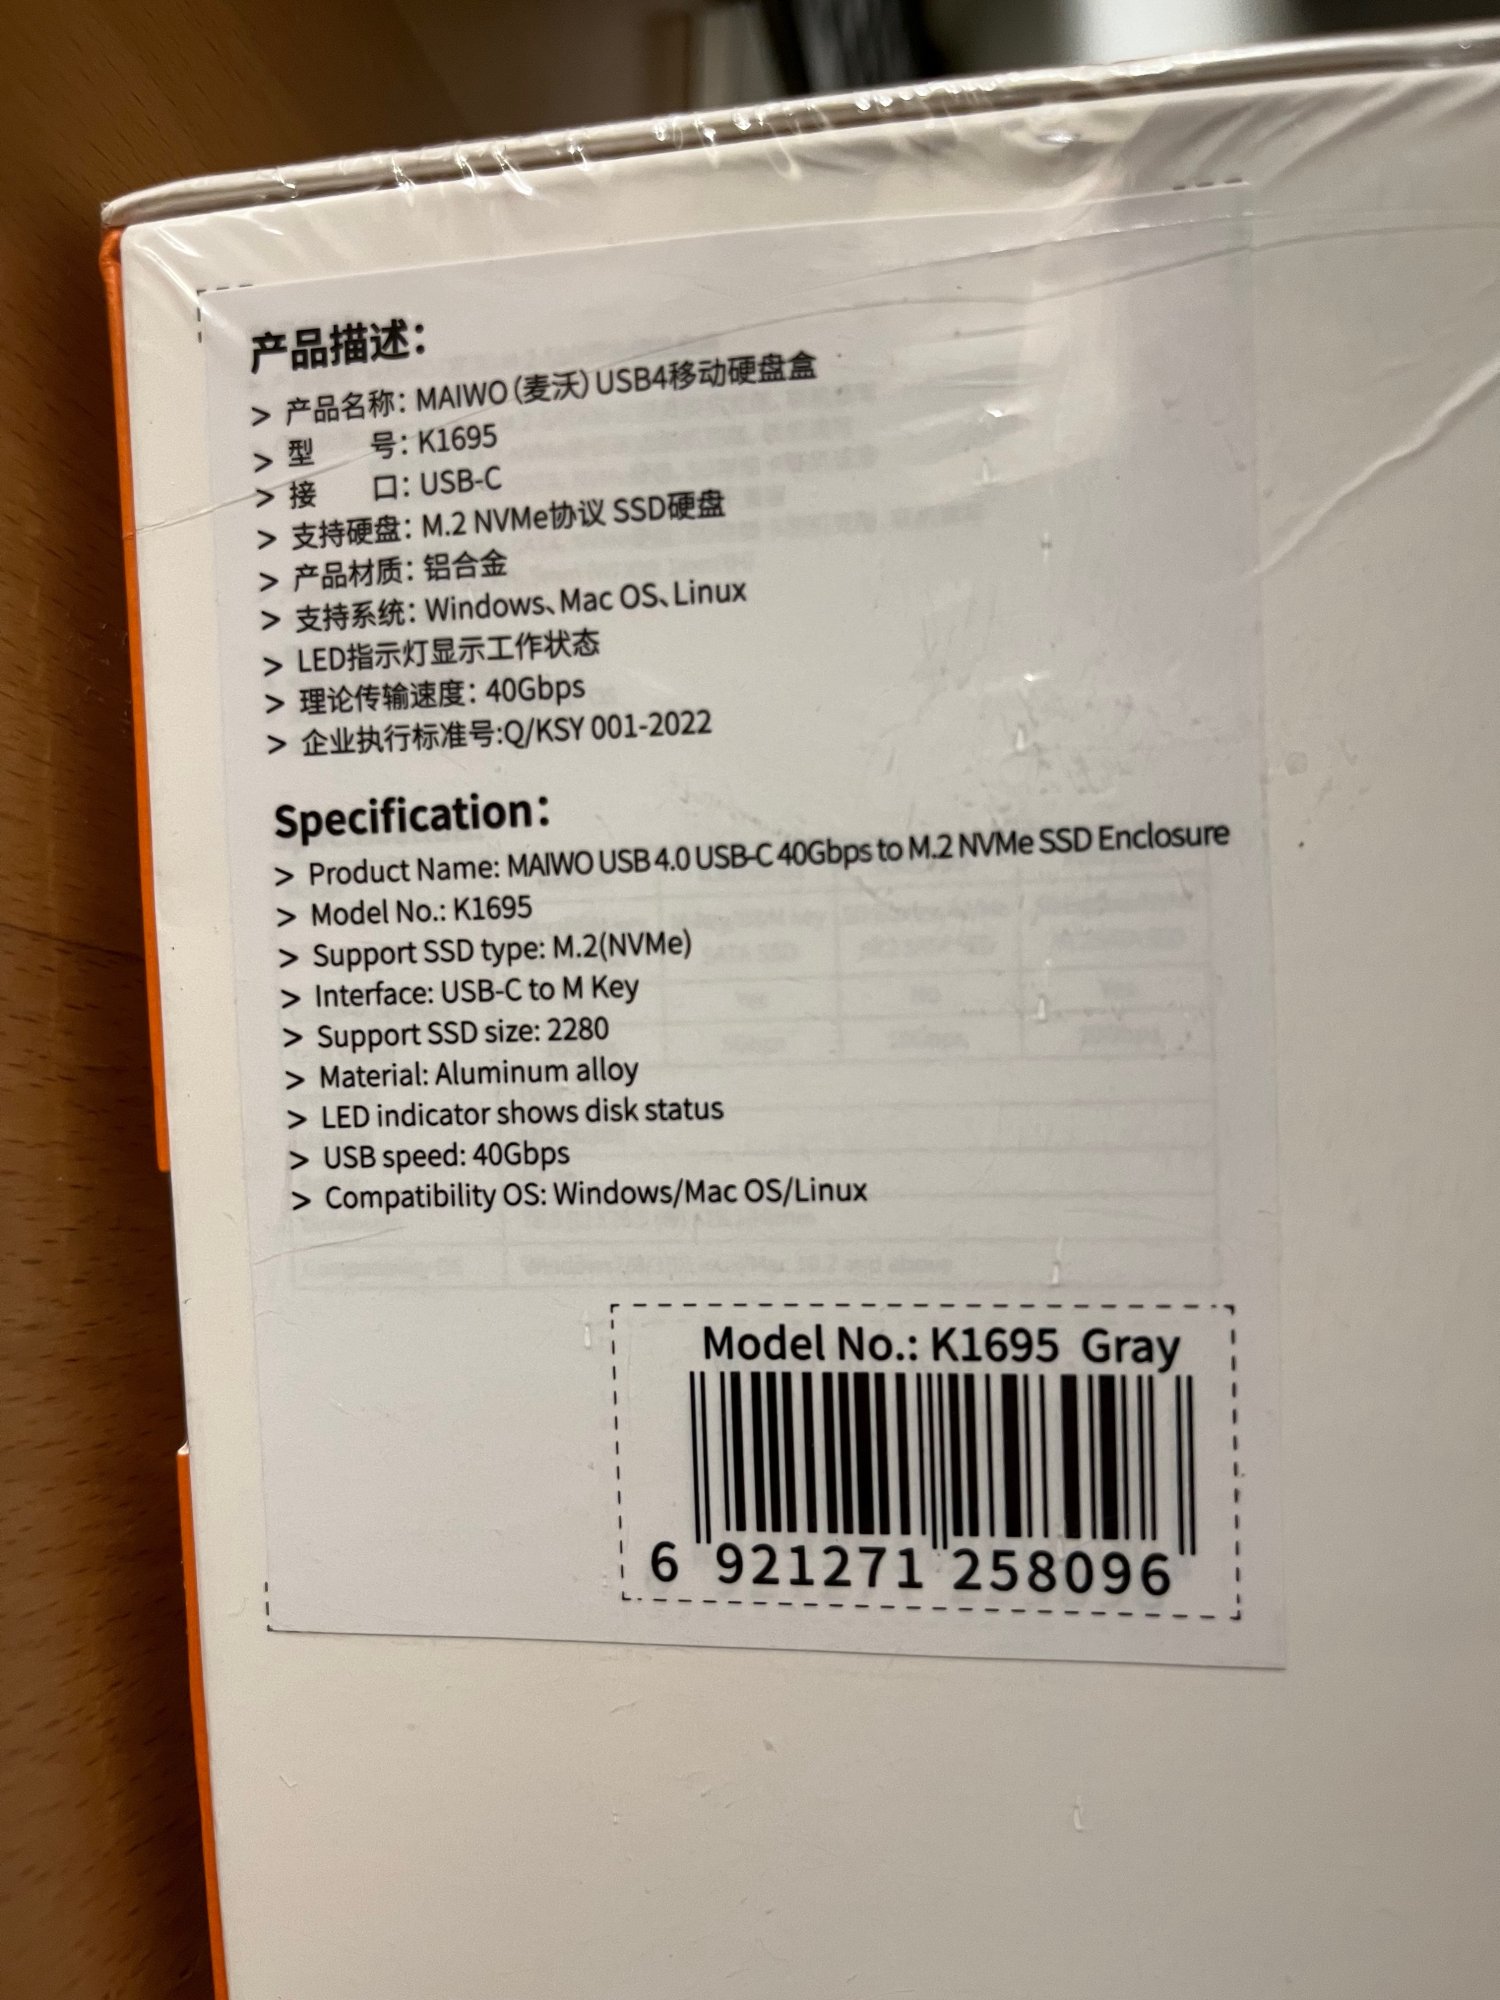 产品描述：
> 产品名称：MAIWO（麦沃）USB4移动硬盘盒
> 型 号：K1695
> 接 口：USB-C
> 支持硬盘：M.2 NVMe协议 SSD硬盘
> 产品材质：铝合金
> 支持系统：Windows、Mac OS、Linux
> LED指示灯显示工作状态
> 理论传输速度：40Gbps
> 企业执行标准号:Q/KSY 001-2022
Specification：
> Product Name: MAIWO USB 4.0 USB-C 40Gbps to M.2 NVMe SSD Enclosure
> Model No.: K1695
> Support SSD type: M.2(NVMe)
> Interface: USB-C to M Key
> Support SSD size: 2280
> Material: Aluminum alloy
> LED indicator shows disk status
> USB speed: 40Gbps
> Compatibility OS: Windows/Mac OS/Linux
Model No.: K1695 Gray
6 921271 258096